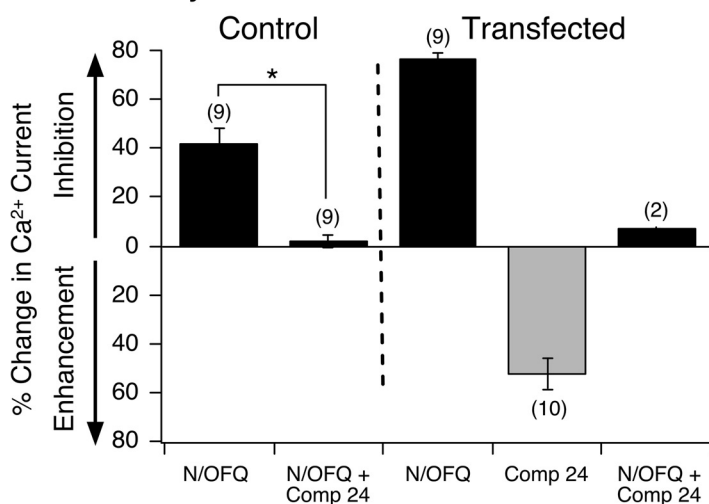 Control
Transfected
% Change in Ca²⁺ Current
Inhibition
Enhancement
80
60
40
20
0
20
40
60
80
(9)
*
(9)
(9)
(10)
(2)
N/OFQ
N/OFQ +
Comp 24
N/OFQ
Comp 24
N/OFQ +
Comp 24